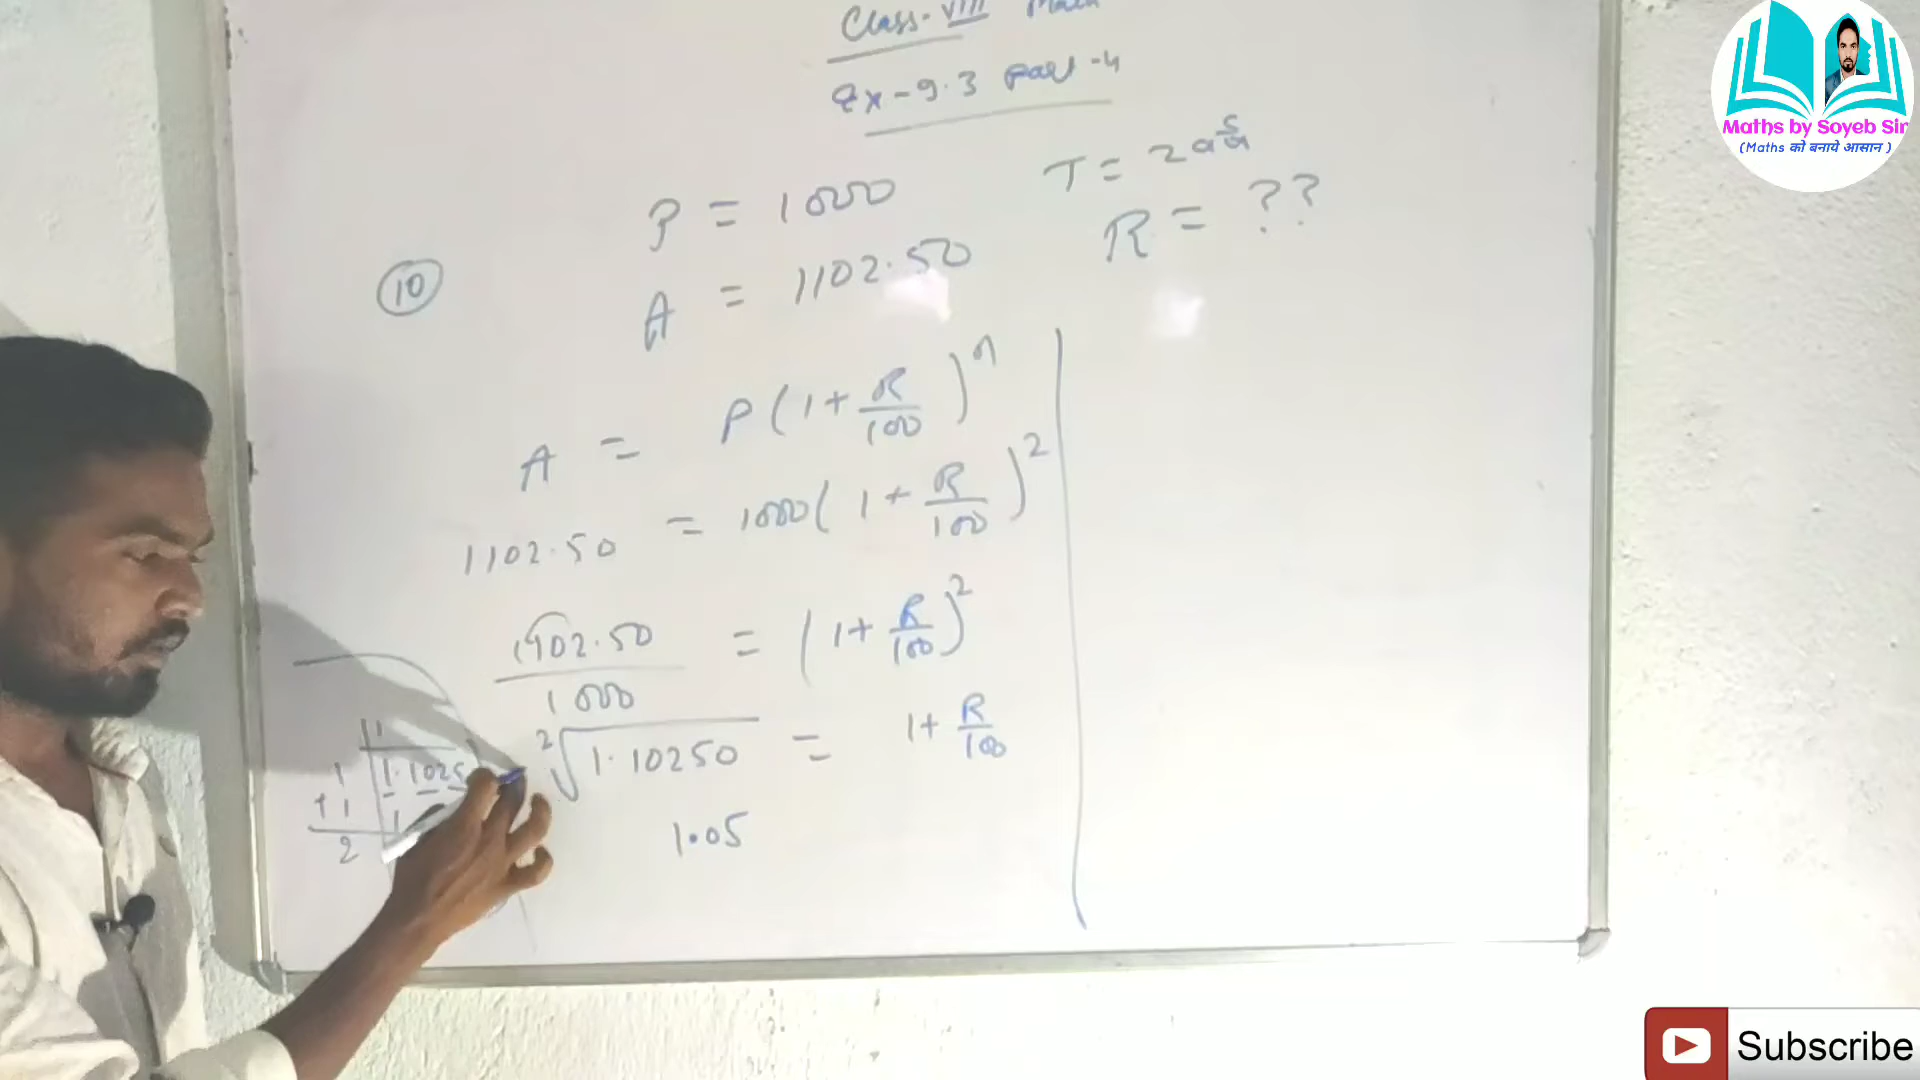 Class-VIII Math
Ex-9.3 Part-4
Maths by Soyeb Sir
(Maths को बनाये आसान )
P = 1000
T = 2
R = ??
10
A = 1102.50
A = P(1+R/100)^n
1102.50 = 1000(1+R/100)^2
1102.50/1000 = (1+R/100)^2
2√1.10250 = 1+R/100
1.05
1
1 1.1025
+1 1
2
Subscribe